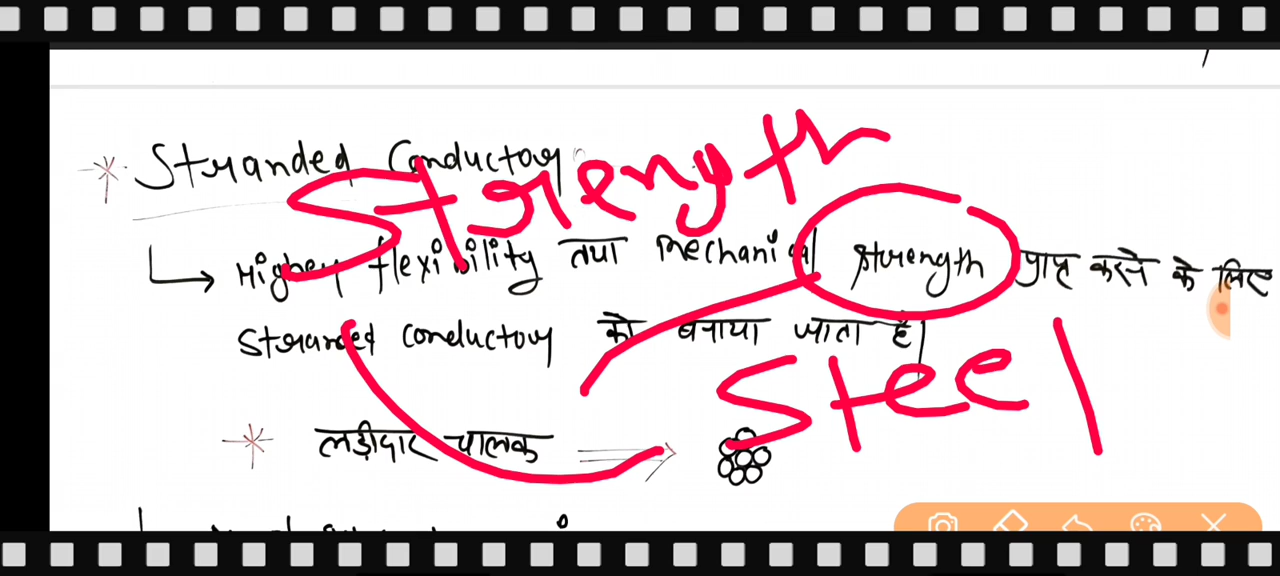 Stranded Conductor
Strength
Higher flexibility तथा mechanical strength प्राप्त करने के लिए
stranded conductor को बनाया जाता है|
Steel
लड़ीदार चालक